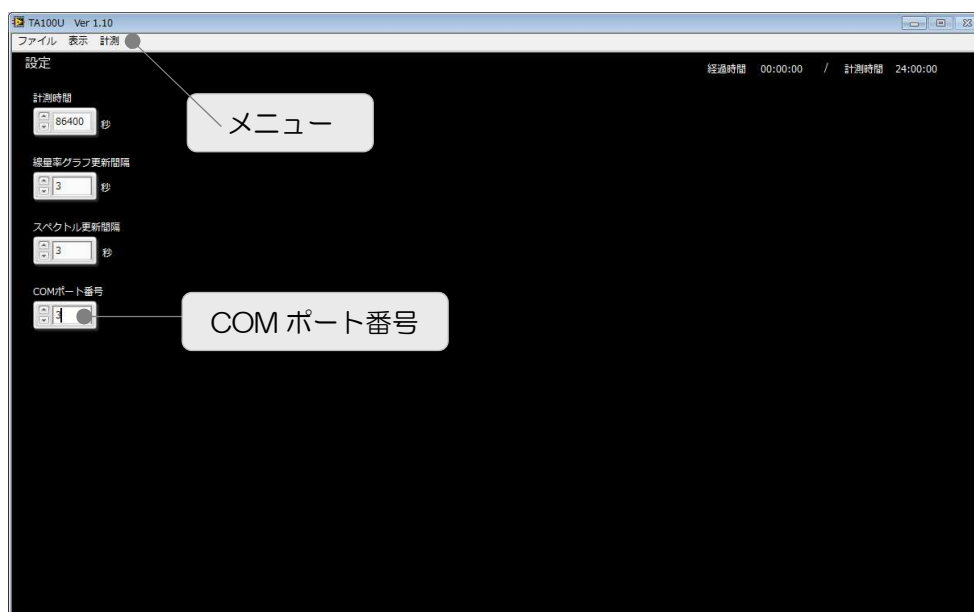 TA100U Ver 1.10
ファイル 表示 計測
設定
経過時間 00:00:00 / 計測時間 24:00:00
計測時間
86400 秒
メニュー
線量率グラフ更新間隔
3 秒
スペクトル更新間隔
3 秒
COMポート番号
3
COM ポート番号